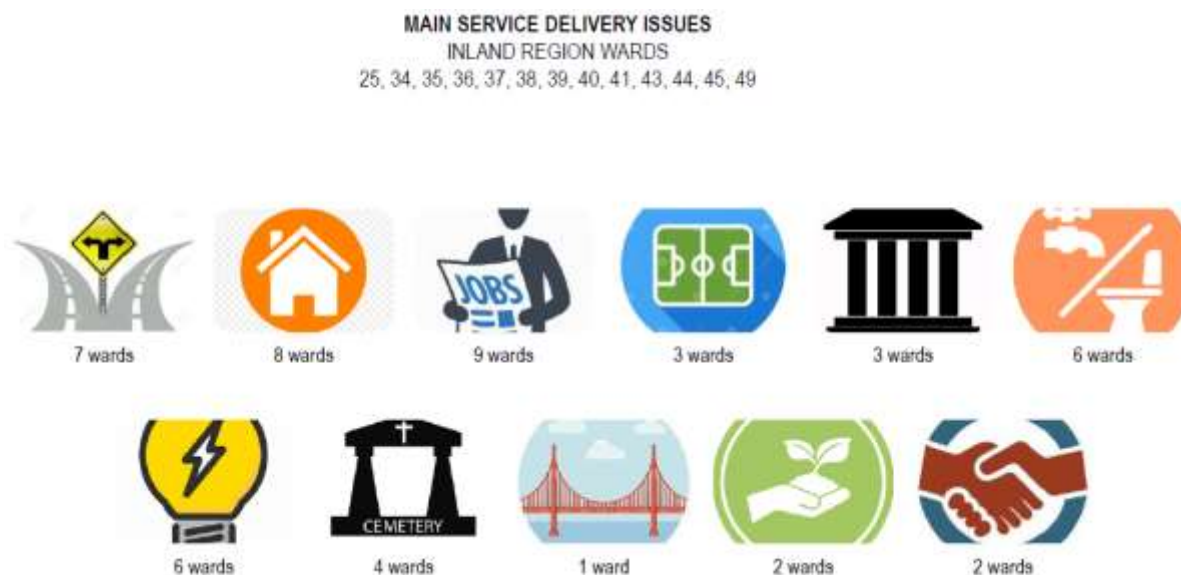 MAIN SERVICE DELIVERY ISSUES
INLAND REGION WARDS
25, 34, 35, 36, 37, 38, 39, 40, 41, 43, 44, 45, 49
JOBS
7 wards
8 wards
9 wards
3 wards
3 wards
6 wards
CEMETERY
6 wards
4 wards
1 ward
2 wards
2 wards